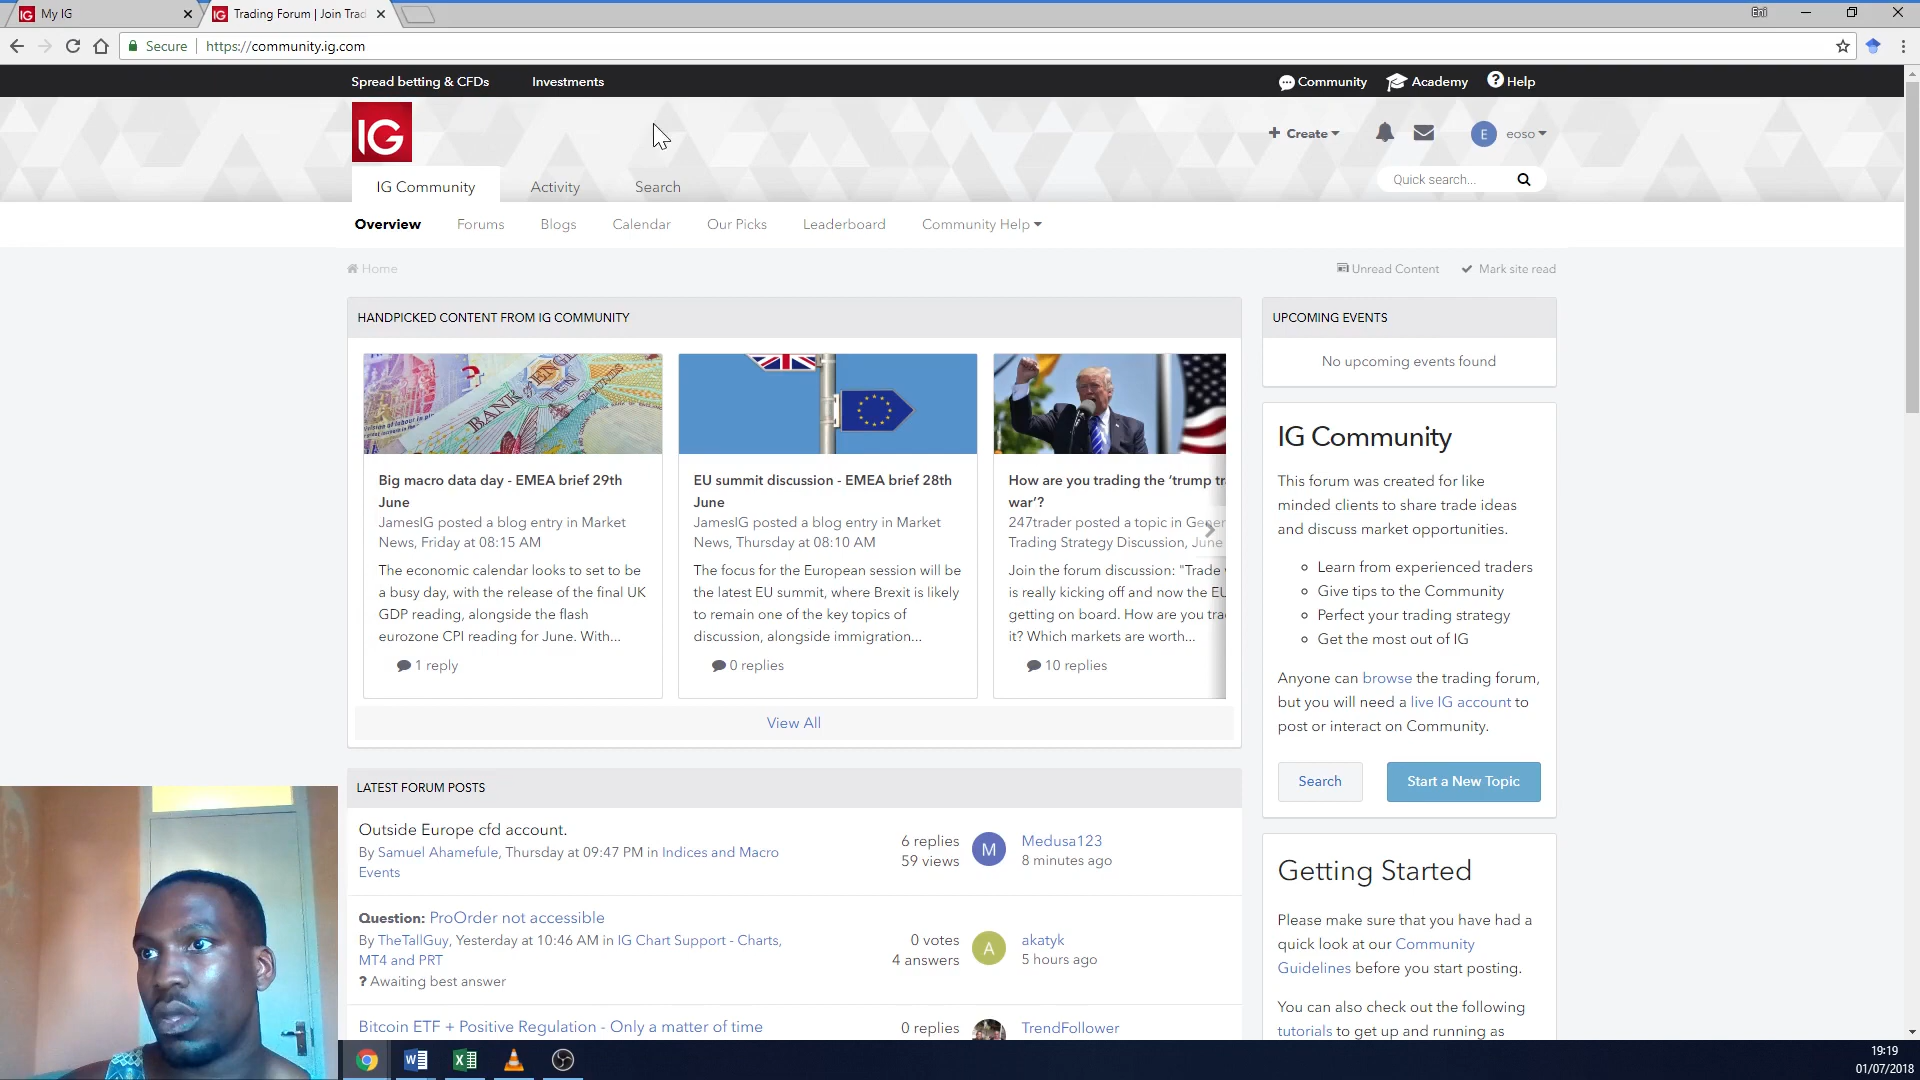 My IG
Trading Forum | Join Trad
Eni
Secure
https://community.ig.com
Spread betting & CFDs
Investments
Community
Academy
Help
IG
Create
E
eoso
IG Community
Activity
Search
Quick search...
Overview
Forums
Blogs
Calendar
Our Picks
Leaderboard
Community Help
Home
Unread Content
Mark site read
HANDPICKED CONTENT FROM IG COMMUNITY
Big macro data day - EMEA brief 29th
June
JamesIG posted a blog entry in Market
News, Friday at 08:15 AM
The economic calendar looks to set to be
a busy day, with the release of the final UK
GDP reading, alongside the flash
eurozone CPI reading for June. With...
1 reply
EU summit discussion - EMEA brief 28th
June
JamesIG posted a blog entry in Market
News, Thursday at 08:10 AM
The focus for the European session will be
the latest EU summit, where Brexit is likely
to remain one of the key topics of
discussion, alongside immigration...
0 replies
How are you trading the ‘trump tr
war’?
247trader posted a topic in Gener
Trading Strategy Discussion, June
Join the forum discussion: "Trade
is really kicking off and now the EU
getting on board. How are you tra
it? Which markets are worth...
10 replies
View All
LATEST FORUM POSTS
Outside Europe cfd account.
By Samuel Ahamefule, Thursday at 09:47 PM in Indices and Macro
Events
6 replies
59 views
M
Medusa123
8 minutes ago
Question: ProOrder not accessible
By TheTallGuy, Yesterday at 10:46 AM in IG Chart Support - Charts,
MT4 and PRT
? Awaiting best answer
0 votes
4 answers
A
akatyk
5 hours ago
Bitcoin ETF + Positive Regulation - Only a matter of time
0 replies
TrendFollower
UPCOMING EVENTS
No upcoming events found
IG Community
This forum was created for like
minded clients to share trade ideas
and discuss market opportunities.
Learn from experienced traders
Give tips to the Community
Perfect your trading strategy
Get the most out of IG
Anyone can browse the trading forum,
but you will need a live IG account to
post or interact on Community.
Search
Start a New Topic
Getting Started
Please make sure that you have had a
quick look at our Community
Guidelines before you start posting.
You can also check out the following
tutorials to get up and running as
19:19
01/07/2018